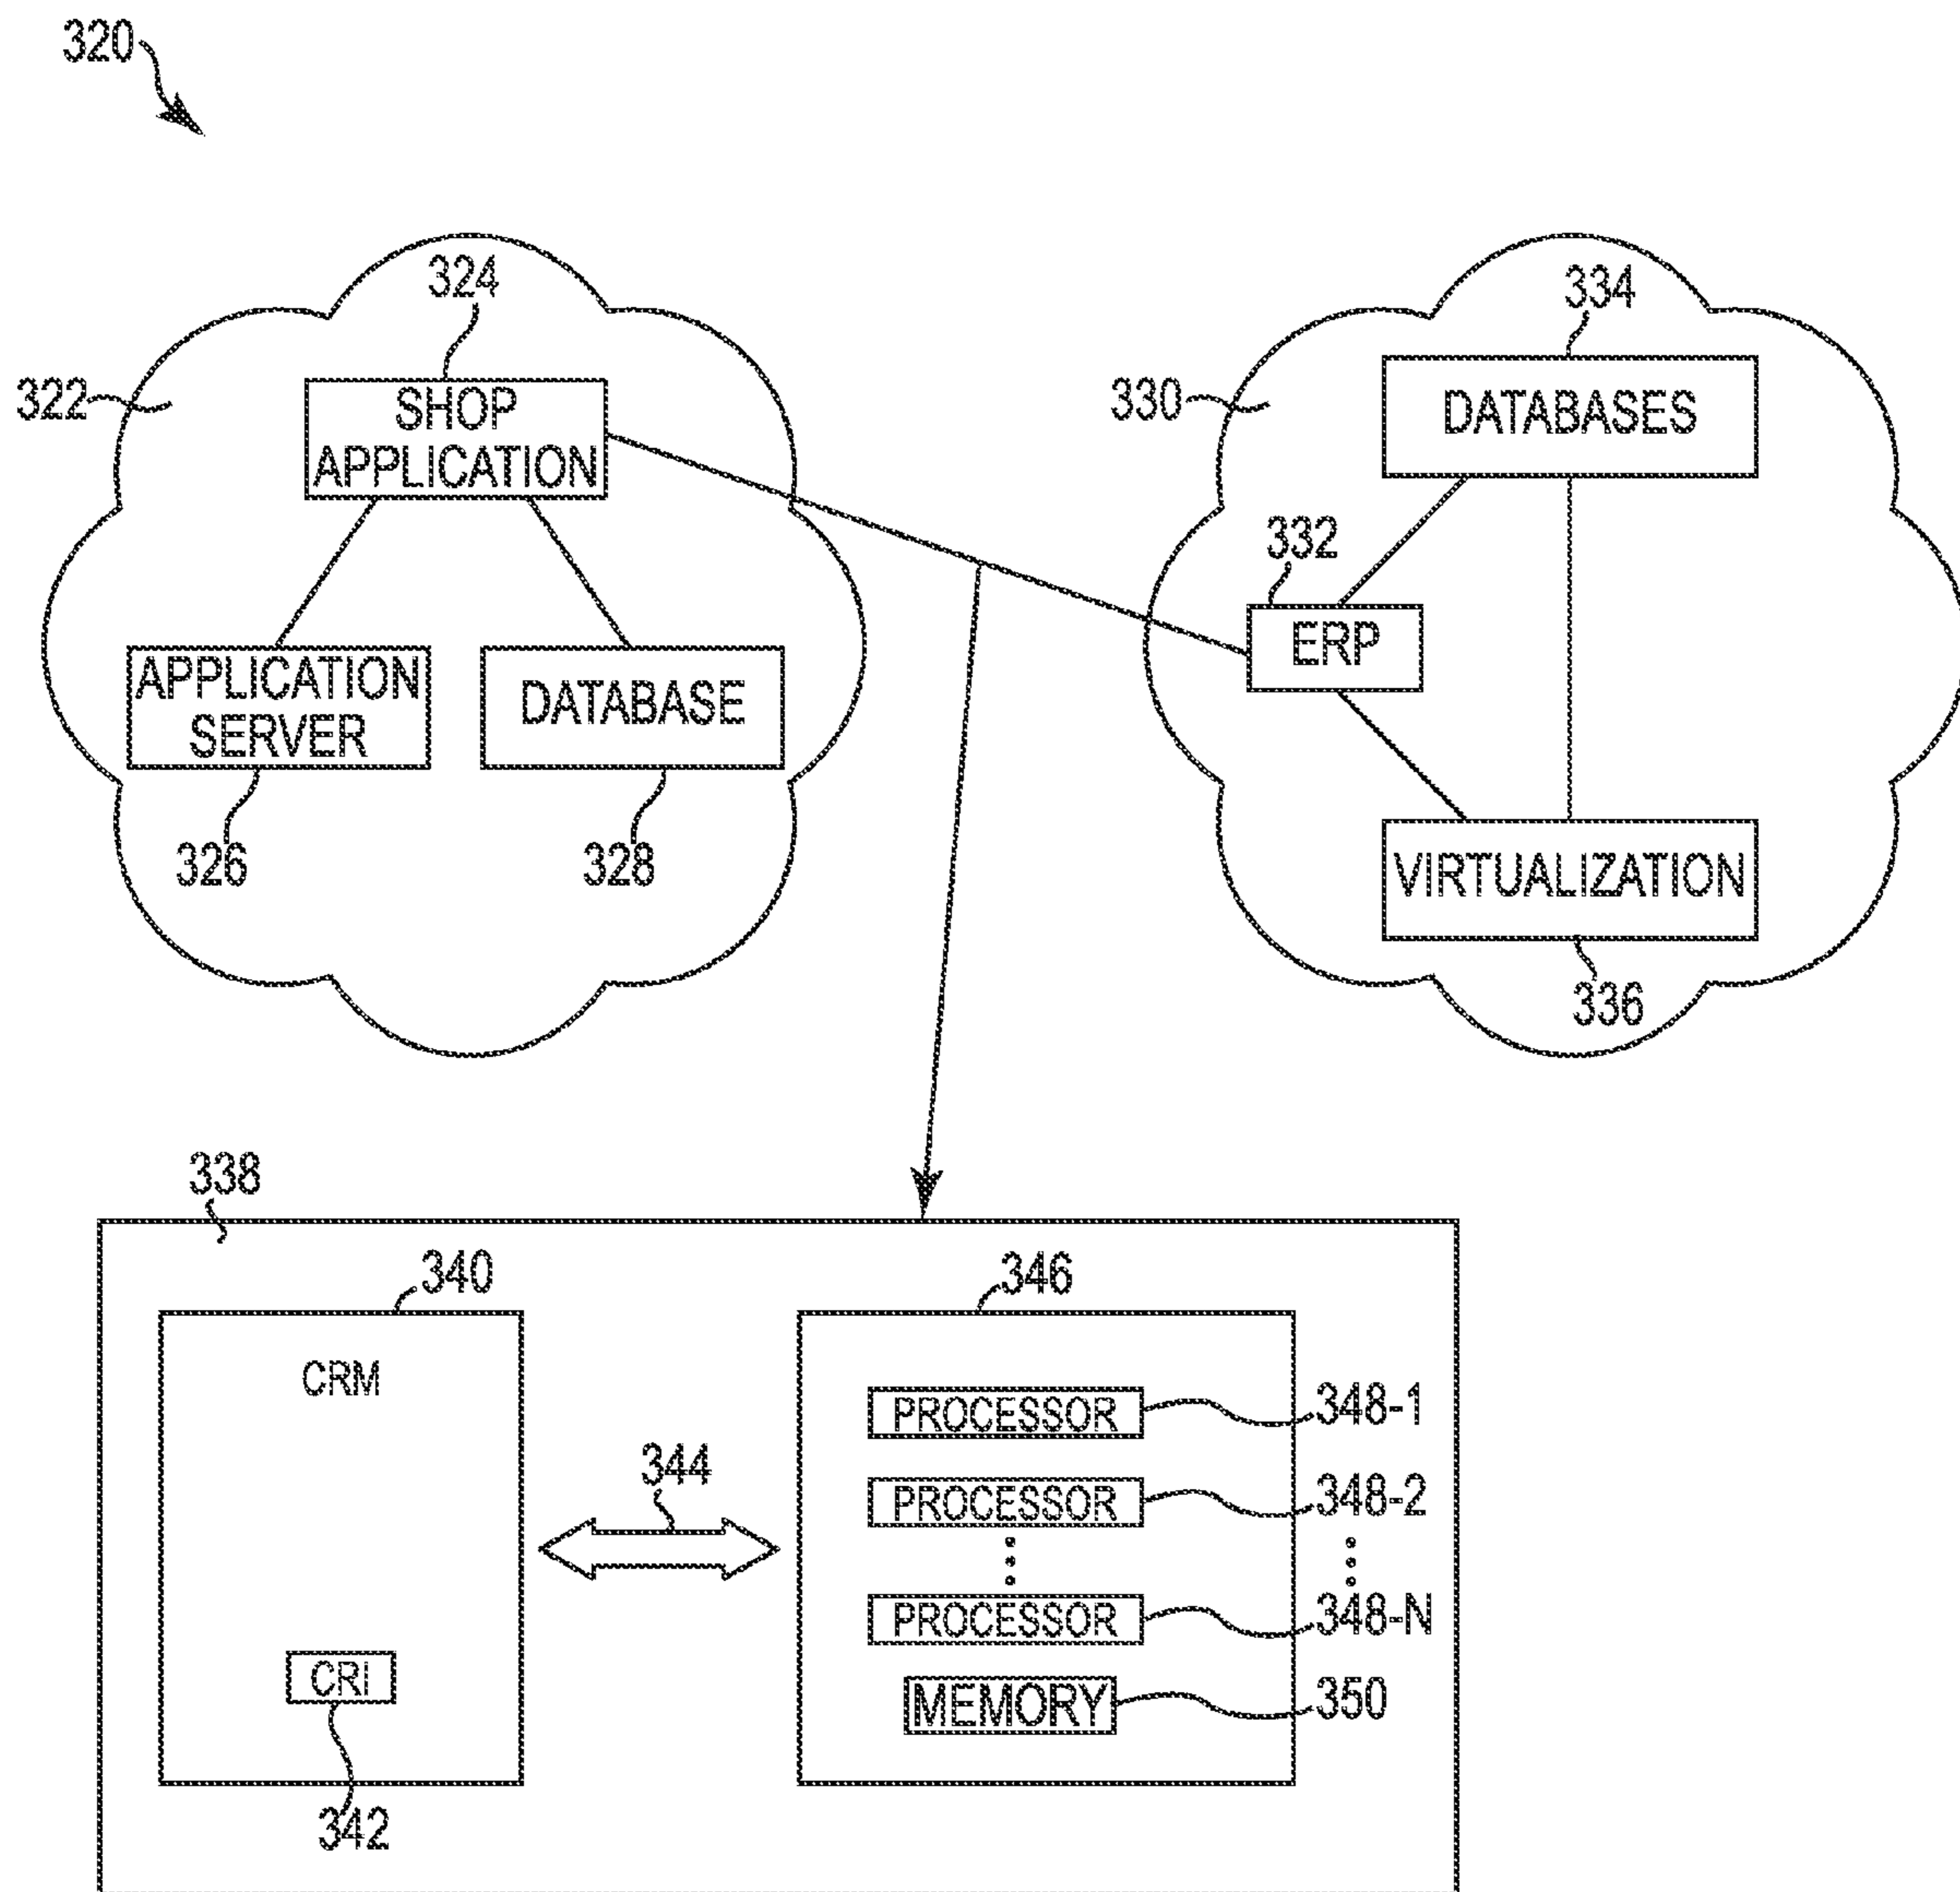 320
324
334
322
SHOP
APPLICATION
330
DATABASES
332
ERP
APPLICATION
SERVER
DATABASE
326
328
VIRTUALIZATION
336
338
340
346
CRM
PROCESSOR
348-1
344
PROCESSOR
348-2
PROCESSOR
348-N
CRI
MEMORY
350
342